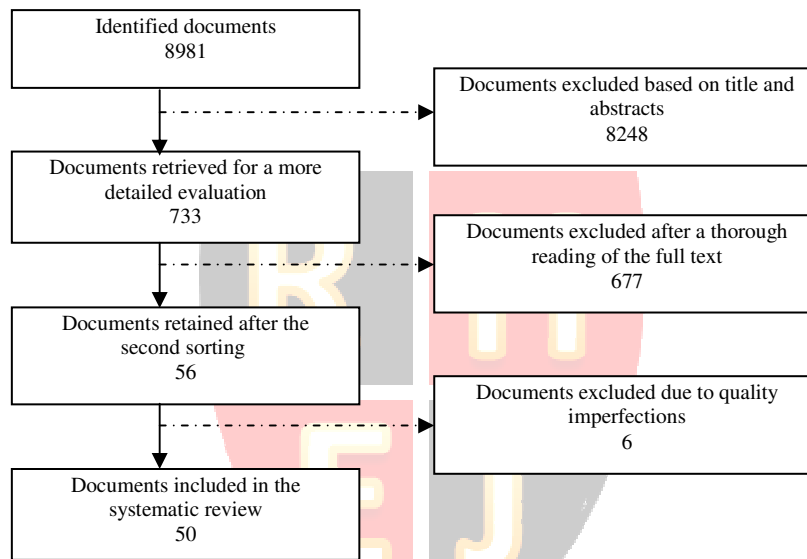 Identified documents
8981
Documents excluded based on title and
abstracts
8248
Documents retrieved for a more
detailed evaluation
733
Documents excluded after a thorough
reading of the full text
677
Documents retained after the
second sorting
56
Documents excluded due to quality
imperfections
6
Documents included in the
systematic review
50